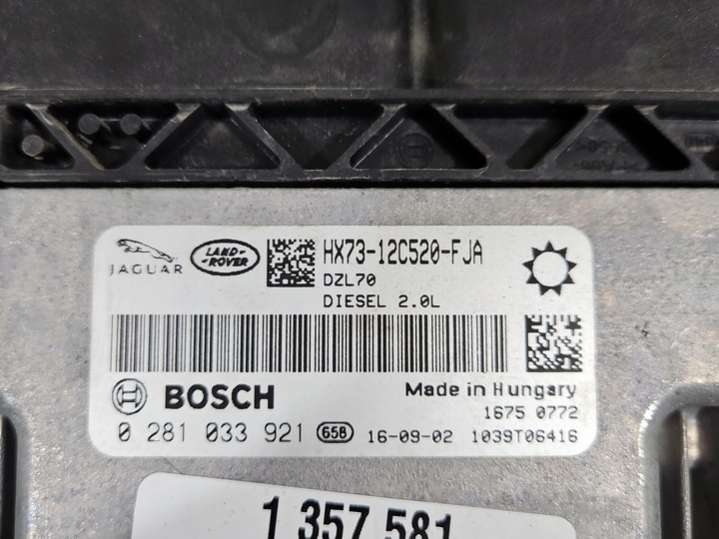 JAGUAR
LAND-
-ROVER
HX73-12C520-FJA
DZL70
DIESEL 2.0L
BOSCH
Made in Hungary
1675 0772
0 281 033 921 658 16-09-02 1039T06416
1 357 581